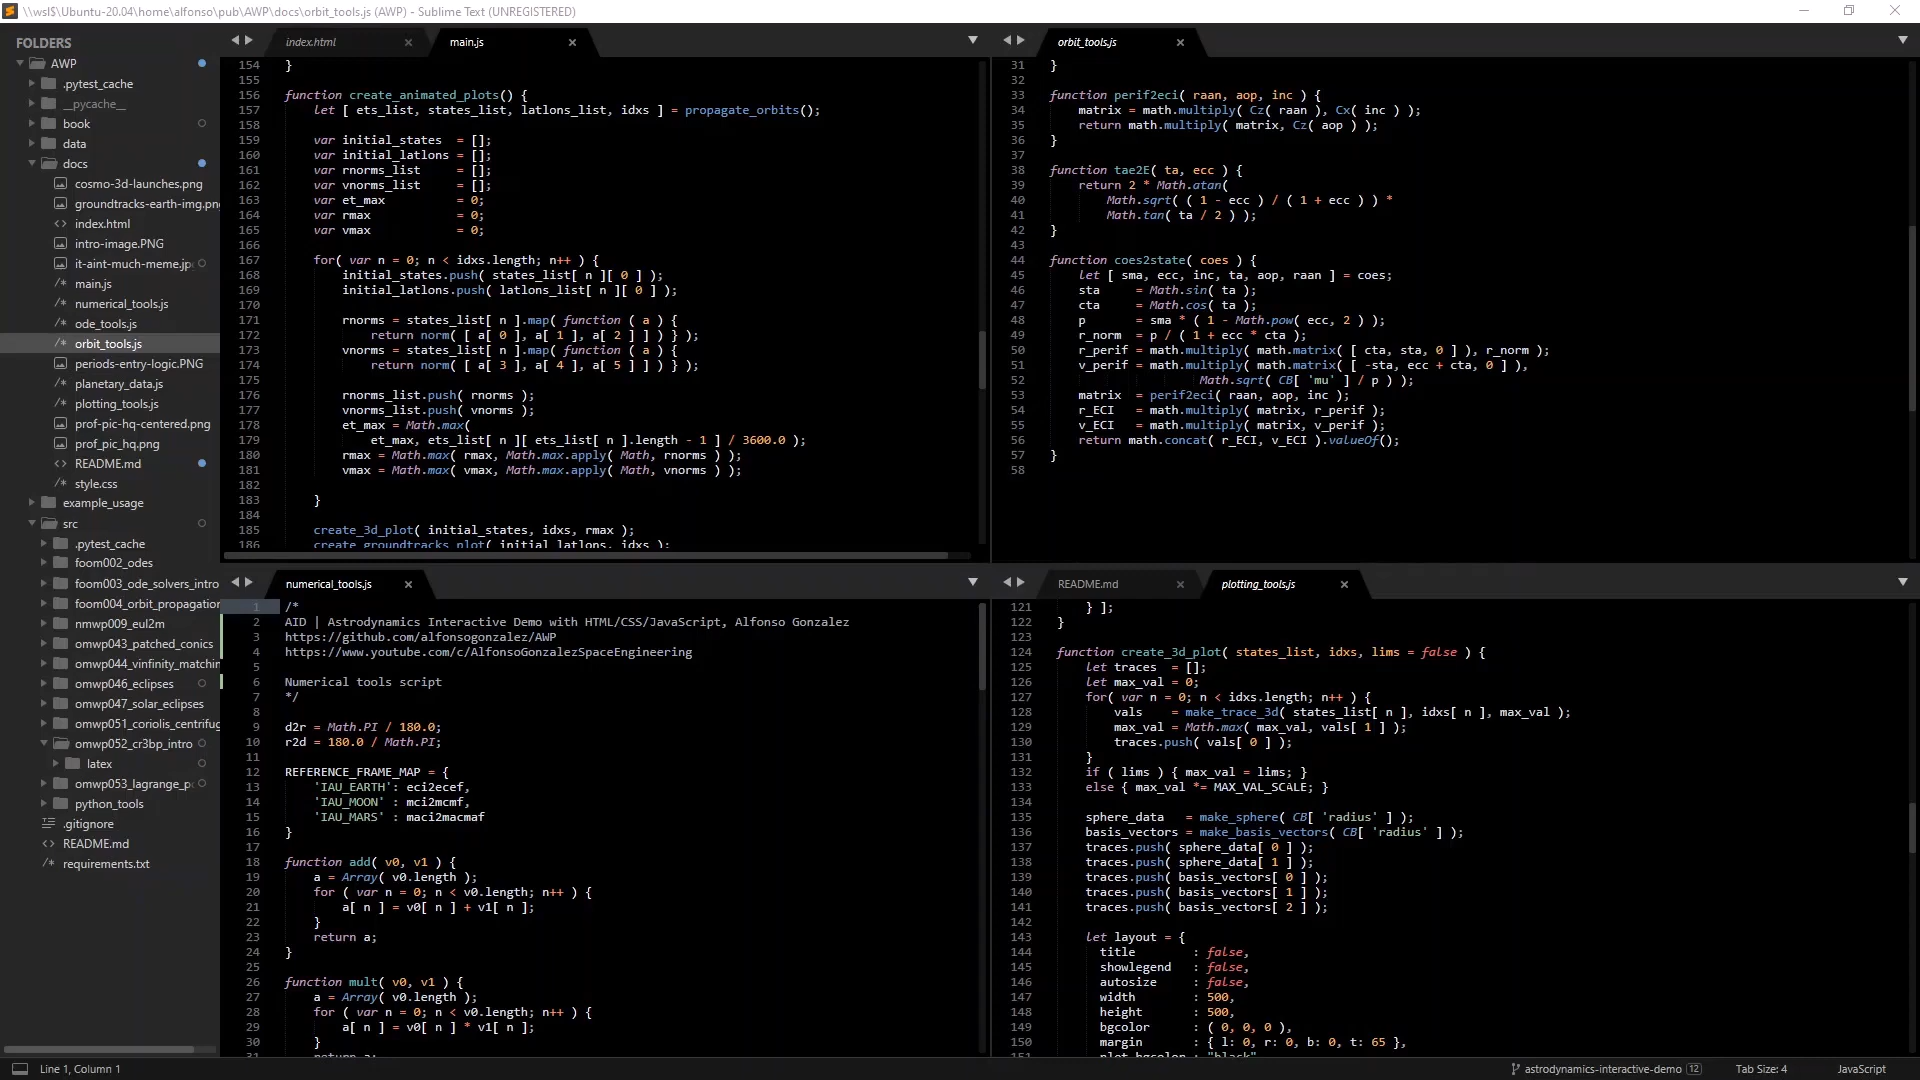 \\wsl$\Ubuntu-20.04\home\alfonso\pub\AWP\docs\orbit_tools.js (AWP) - Sublime Text (UNREGISTERED)
FOLDERS
AWP
.pytest_cache
__pycache__
book
data
docs
cosmo-3d-launches.png
groundtracks-earth-img.png
index.html
intro-image.PNG
it-aint-much-meme.jp
main.js
numerical_tools.js
ode_tools.js
orbit_tools.js
periods-entry-logic.PNG
planetary_data.js
plotting_tools.js
prof-pic-hq-centered.png
prof_pic_hq.png
README.md
style.css
example_usage
src
.pytest_cache
foom002_odes
foom003_ode_solvers_intro
foom004_orbit_propagation
nmwp009_eul2m
omwp043_patched_conics
omwp044_vinfinity_matchin
omwp046_eclipses
omwp047_solar_eclipses
omwp051_coriolis_centrifug
omwp052_cr3bp_intro
latex
omwp053_lagrange_p
python_tools
.gitignore
README.md
requirements.txt
index.html
main.js
154 }
155
156 function create_animated_plots() {
157 let [ ets_list, states_list, latlons_list, idxs ] = propagate_orbits();
158
159 var initial_states = [];
160 var initial_latlons = [];
161 var rnorms_list = [];
162 var vnorms_list = [];
163 var et_max = 0;
164 var rmax = 0;
165 var vmax = 0;
166
167 for( var n = 0; n < idxs.length; n++ ) {
168 initial_states.push( states_list[ n ][ 0 ] );
169 initial_latlons.push( latlons_list[ n ][ 0 ] );
170
171 rnorms = states_list[ n ].map( function ( a ) {
172 return norm( [ a[ 0 ], a[ 1 ], a[ 2 ] ] ) } );
173 vnorms = states_list[ n ].map( function ( a ) {
174 return norm( [ a[ 3 ], a[ 4 ], a[ 5 ] ] ) } );
175
176 rnorms_list.push( rnorms );
177 vnorms_list.push( vnorms );
178 et_max = Math.max(
179 et_max, ets_list[ n ][ ets_list[ n ].length - 1 ] / 3600.0 );
180 rmax = Math.max( rmax, Math.max.apply( Math, rnorms ) );
181 vmax = Math.max( vmax, Math.max.apply( Math, vnorms ) );
182
183 }
184
185 create_3d_plot( initial_states, idxs, rmax );
186 create_groundtracks_plot( initial_latlons, idxs );
orbit_tools.js
31 }
32
33 function perif2eci( raan, aop, inc ) {
34 matrix = math.multiply( Cz( raan ), Cx( inc ) );
35 return math.multiply( matrix, Cz( aop ) );
36 }
37
38 function tae2E( ta, ecc ) {
39 return 2 * Math.atan(
40 Math.sqrt( ( 1 - ecc ) / ( 1 + ecc ) ) *
41 Math.tan( ta / 2 ) );
42 }
43
44 function coes2state( coes ) {
45 let [ sma, ecc, inc, ta, aop, raan ] = coes;
46 sta = Math.sin( ta );
47 cta = Math.cos( ta );
48 p = sma * ( 1 - Math.pow( ecc, 2 ) );
49 r_norm = p / ( 1 + ecc * cta );
50 r_perif = math.multiply( math.matrix( [ cta, sta, 0 ] ), r_norm );
51 v_perif = math.multiply( math.matrix( [ -sta, ecc + cta, 0 ] ),
52 Math.sqrt( CB[ 'mu' ] / p ) );
53 matrix = perif2eci( raan, aop, inc );
54 r_ECI = math.multiply( matrix, r_perif );
55 v_ECI = math.multiply( matrix, v_perif );
56 return math.concat( r_ECI, v_ECI ).valueOf();
57 }
58
numerical_tools.js
1 /*
2 AID | Astrodynamics Interactive Demo with HTML/CSS/JavaScript, Alfonso Gonzalez
3 https://github.com/alfonsogonzalez/AWP
4 https://www.youtube.com/c/AlfonsoGonzalezSpaceEngineering
5
6 Numerical tools script
7 */
8
9 d2r = Math.PI / 180.0;
10 r2d = 180.0 / Math.PI;
11
12 REFERENCE_FRAME_MAP = {
13 'IAU_EARTH': eci2ecef,
14 'IAU_MOON' : mci2mcmf,
15 'IAU_MARS' : maci2macmaf
16 }
17
18 function add( v0, v1 ) {
19 a = Array( v0.length );
20 for ( var n = 0; n < v0.length; n++ ) {
21 a[ n ] = v0[ n ] + v1[ n ];
22 }
23 return a;
24 }
25
26 function mult( v0, v1 ) {
27 a = Array( v0.length );
28 for ( var n = 0; n < v0.length; n++ ) {
29 a[ n ] = v0[ n ] * v1[ n ];
30 }
31 return a;
README.md
plotting_tools.js
121 } ];
122 }
123
124 function create_3d_plot( states_list, idxs, lims = false ) {
125 let traces = [];
126 let max_val = 0;
127 for( var n = 0; n < idxs.length; n++ ) {
128 vals = make_trace_3d( states_list[ n ], idxs[ n ], max_val );
129 max_val = Math.max( max_val, vals[ 1 ] );
130 traces.push( vals[ 0 ] );
131 }
132 if ( lims ) { max_val = lims; }
133 else { max_val *= MAX_VAL_SCALE; }
134
135 sphere_data = make_sphere( CB[ 'radius' ] );
136 basis_vectors = make_basis_vectors( CB[ 'radius' ] );
137 traces.push( sphere_data[ 0 ] );
138 traces.push( sphere_data[ 1 ] );
139 traces.push( basis_vectors[ 0 ] );
140 traces.push( basis_vectors[ 1 ] );
141 traces.push( basis_vectors[ 2 ] );
142
143 let layout = {
144 title : false,
145 showlegend : false,
146 autosize : false,
147 width : 500,
148 height : 500,
149 bgcolor : ( 0, 0, 0 ),
150 margin : { l: 0, r: 0, b: 0, t: 65 },
151 plot_bgcolor : "black",
Line 1, Column 1
astrodynamics-interactive-demo 12
Tab Size: 4
JavaScript